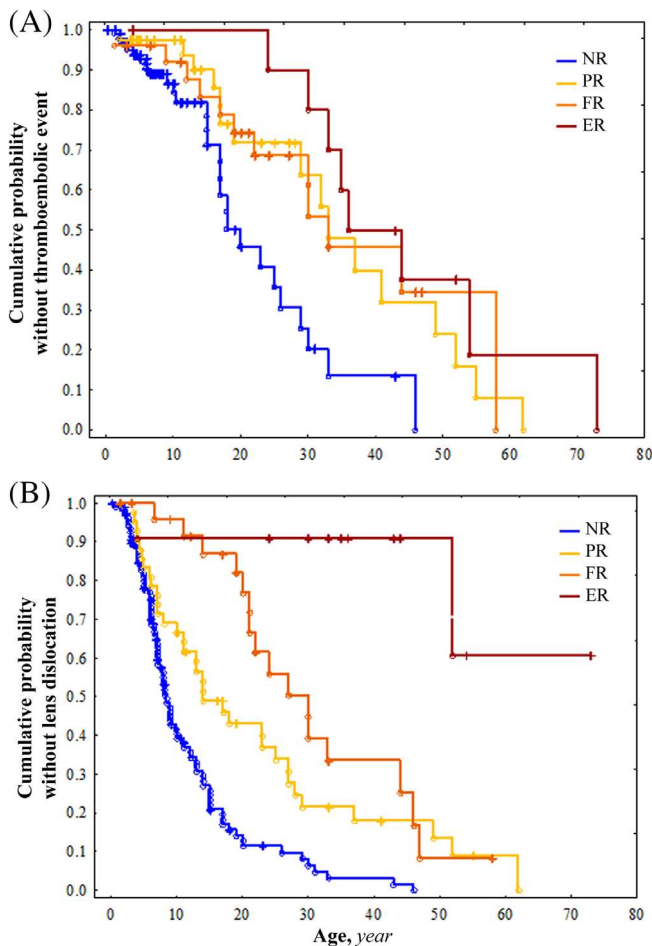 (A)
Cumulative probability
without thromboembolic event
1.0
0.9
0.8
0.7
0.6
0.5
0.4
0.3
0.2
0.1
0.0
NR
PR
FR
ER
0 10 20 30 40 50 60 70 80
(B)
Cumulative probability
without lens dislocation
1.0
0.9
0.8
0.7
0.6
0.5
0.4
0.3
0.2
0.1
0.0
NR
PR
FR
ER
0 10 20 30 40 50 60 70 80
Age, year